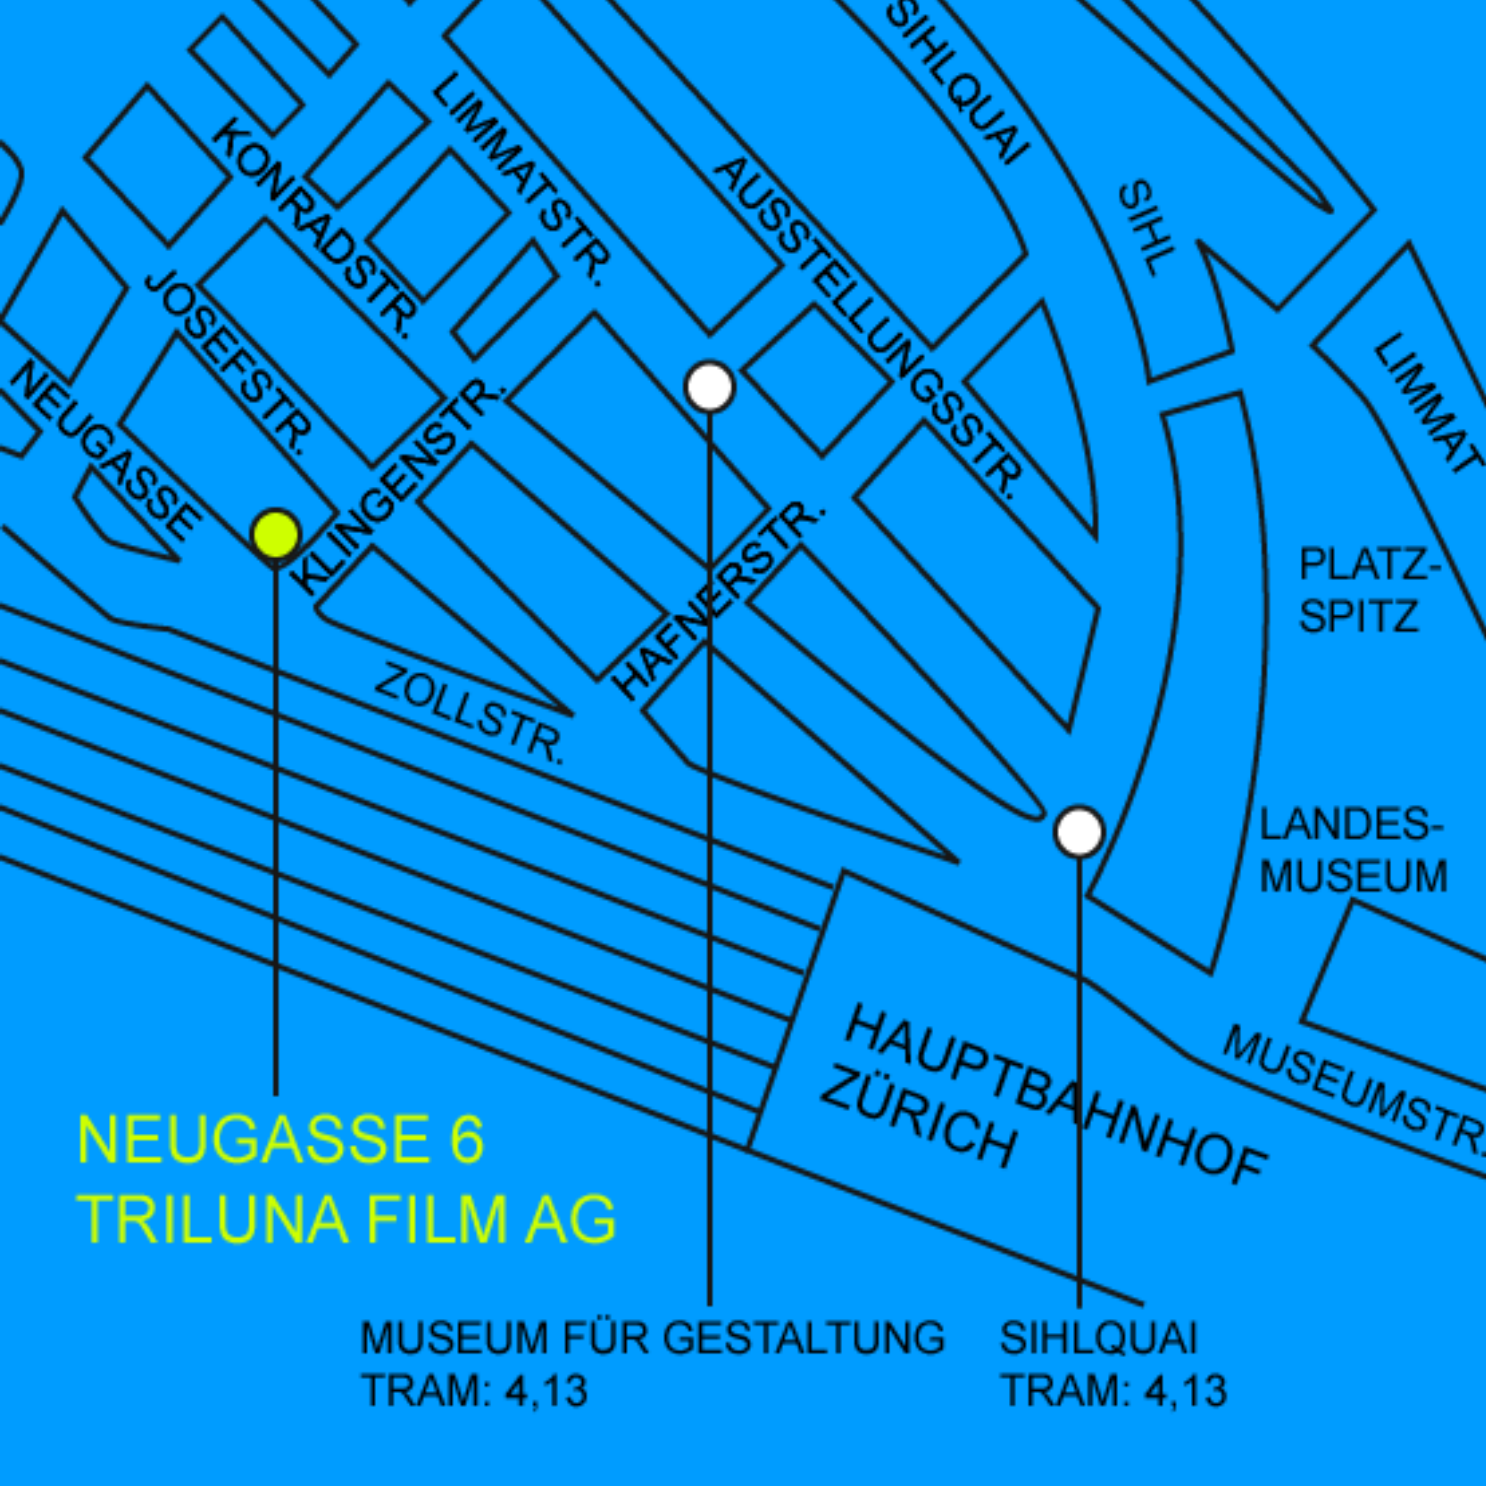 SIHLQUAI
LIMMATSTR.
KONRADSTR.
AUSSTELLUNGSSTR.
SIHL
JOSEFSTR.
LIMMAT
NEUGASSE
KLINGENSTR.
HAFNERSTR.
PLATZ-
SPITZ
ZOLLSTR.
LANDES-
MUSEUM
HAUPTBAHNHOF
ZÜRICH
MUSEUMSTR.
NEUGASSE 6
TRILUNA FILM AG
MUSEUM FÜR GESTALTUNG
TRAM: 4,13
SIHLQUAI
TRAM: 4,13